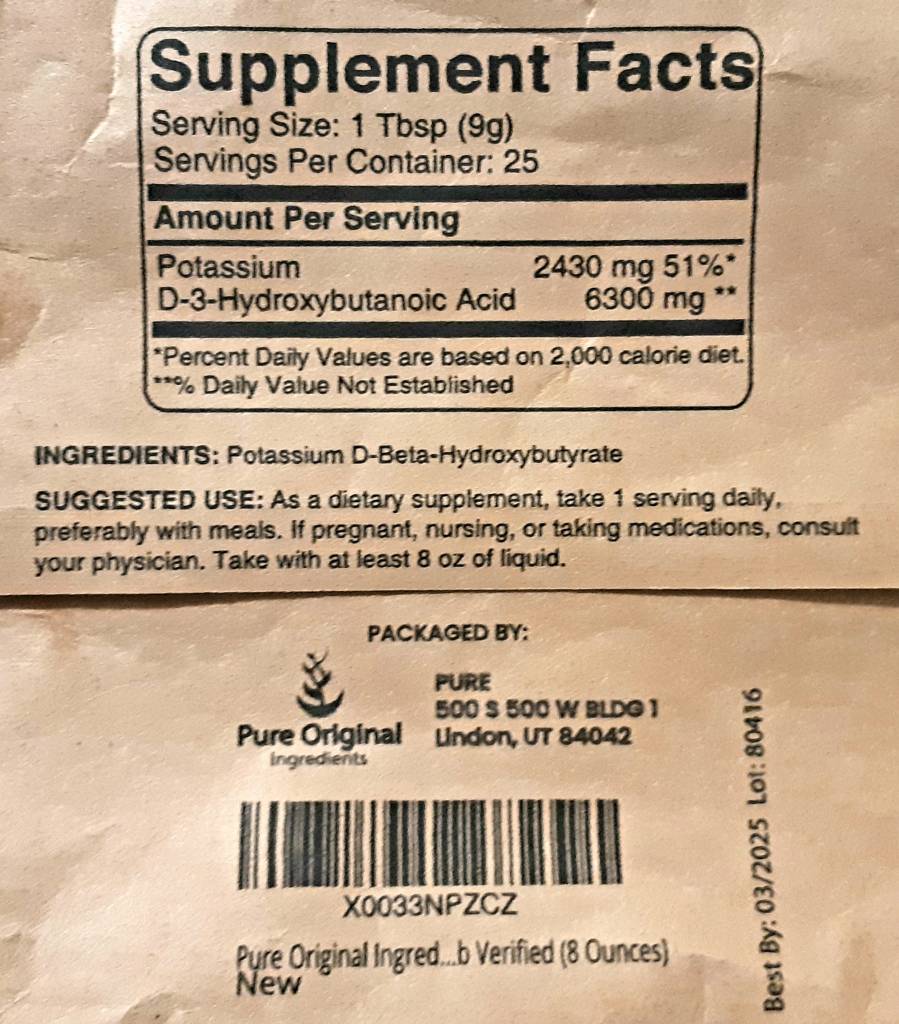 Supplement Facts
Serving Size: 1 Tbsp (9g)
Servings Per Container: 25
Amount Per Serving
Potassium 2430 mg 51%*
D-3-Hydroxybutanoic Acid 6300 mg **
*Percent Daily Values are based on 2,000 calorie diet.
**% Daily Value Not Established
INGREDIENTS: Potassium D-Beta-Hydroxybutyrate
SUGGESTED USE: As a dietary supplement, take 1 serving daily,
preferably with meals. If pregnant, nursing, or taking medications, consult
your physician. Take with at least 8 oz of liquid.
PACKAGED BY:
Pure Original
Ingredients
PURE
500 S 500 W BLDG 1
Lindon, UT 84042
X0033NPZCZ
Pure Original Ingred...b Verified (8 Ounces)
New
Best By: 03/2025 Lot: 80416